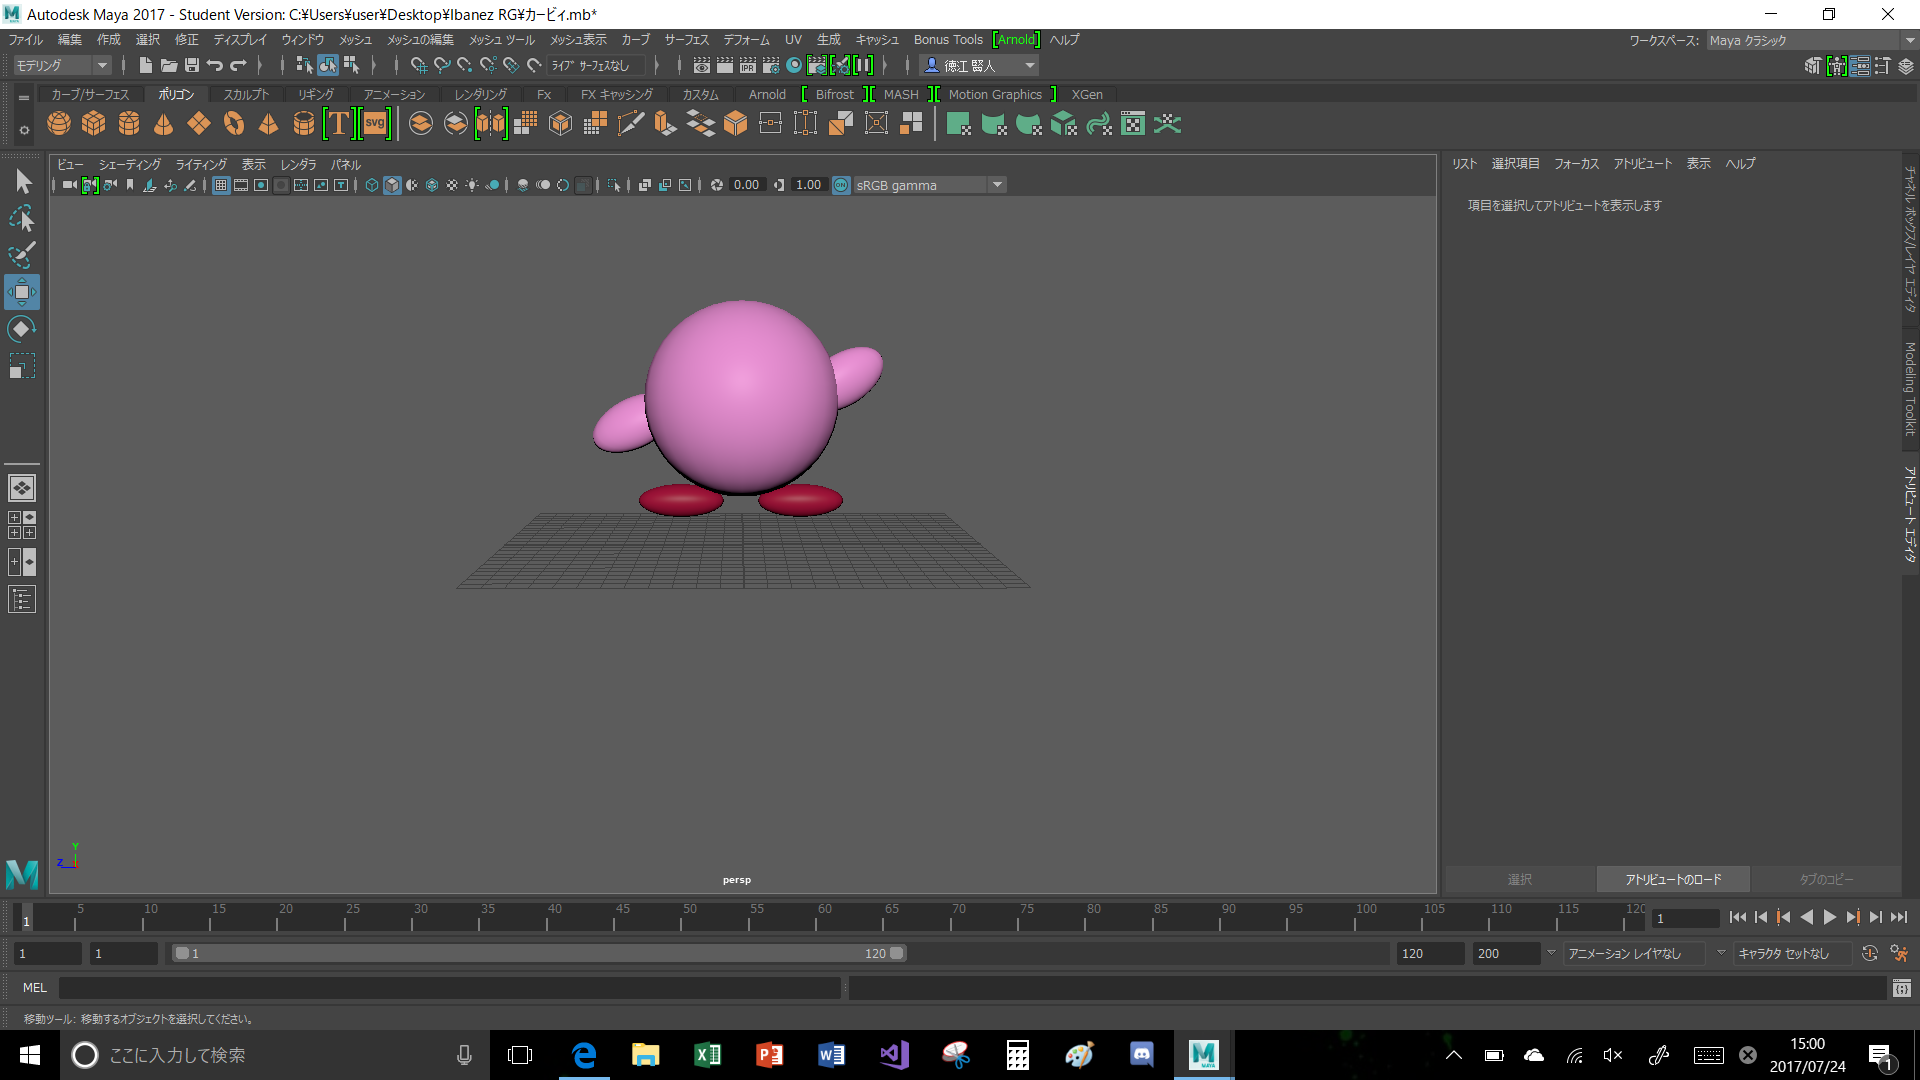 Autodesk Maya 2017 - Student Version: C:¥Users¥user¥Desktop¥Ibanez RG¥カービィ.mb*
ファイル 編集 作成 選択 修正 ディスプレイ ウィンドウ メッシュ メッシュの編集 メッシュ ツール メッシュ表示 カーブ サーフェス デフォーム UV 生成 キャッシュ Bonus Tools [Arnold] ヘルプ
ワークスペース: Maya クラシック
モデリング
IPR
ライブ サーフェスなし
徳江 賢人
カーブ/サーフェス ポリゴン スカルプト リギング アニメーション レンダリング Fx FX キャッシング カスタム Arnold Bifrost MASH Motion Graphics XGen
T SVG
ビュー シェーディング ライティング 表示 レンダラ パネル
0.00 1.00 ON sRGB gamma
リスト 選択項目 フォーカス アトリビュート 表示 ヘルプ
項目を選択してアトリビュートを表示します
チャネル ボックス/レイヤ エディタ
Modeling Toolkit
アトリビュート エディタ
Y
Z
persp
選択 アトリビュートのロード タブのコピー
1 5 10 15 20 25 30 35 40 45 50 55 60 65 70 75 80 85 90 95 100 105 110 115 120 1
1 1 1 120 120 200 アニメーション レイヤなし キャラクタ セットなし
MEL
移動ツール: 移動するオブジェクトを選択してください。
ここに入力して検索
MAYA
15:00
2017/07/24
1